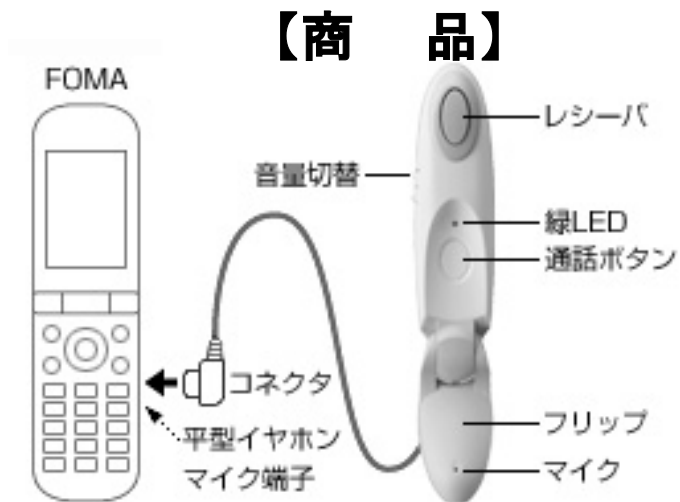 【商 品】
FOMA
レシーバ
音量切替
緑LED
通話ボタン
コネクタ
平型イヤホン
マイク端子
フリップ
マイク